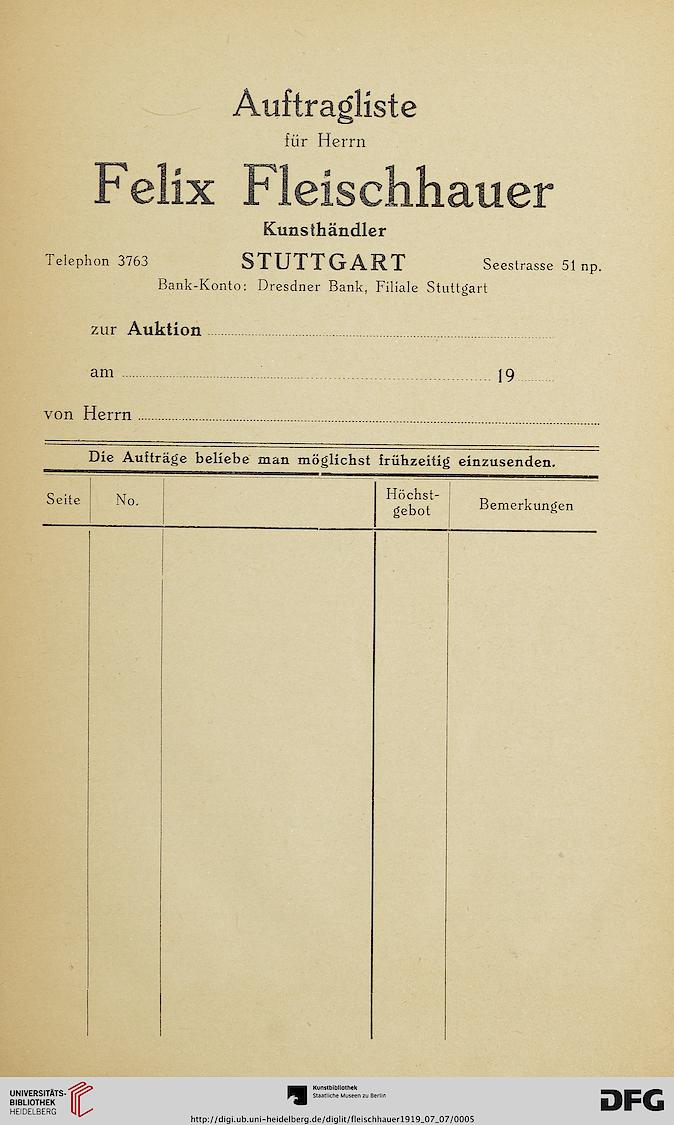 Auftragliste
für Herrn
Felix Fleischhauer
Kunsthändler
Telephon 3763 STUTTGART Seestrasse 51 np.
Bank-Konto: Dresdner Bank, Filiale Stuttgart
zur Auktion
am 19
von Herrn
Die Aufträge beliebe man möglichst frühzeitig einzusenden.
Seite No. Höchst-gebot Bemerkungen
UNIVERSITÄTS-
BIBLIOTHEK
HEIDELBERG
Kunstbibliothek
Staatliche Museen zu Berlin
DFG
http://digi.ub.uni-heidelberg.de/diglit/fleischhauer1919_07_07/0005